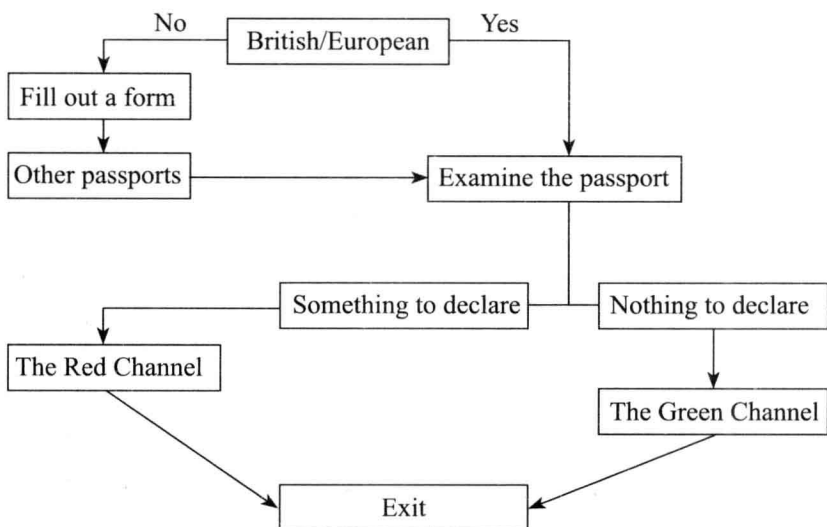 No
British/European
Yes
Fill out a form
Other passports
Examine the passport
Something to declare
Nothing to declare
The Red Channel
The Green Channel
Exit